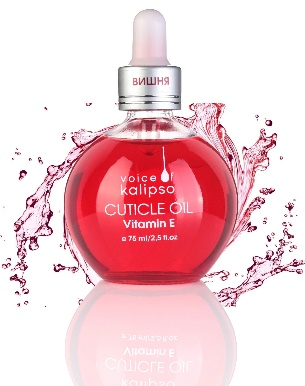 ВИШНЯ
voice of
kalipso
CUTICLE OIL
Vitamin E
e 75 ml/2,5 fl.oz